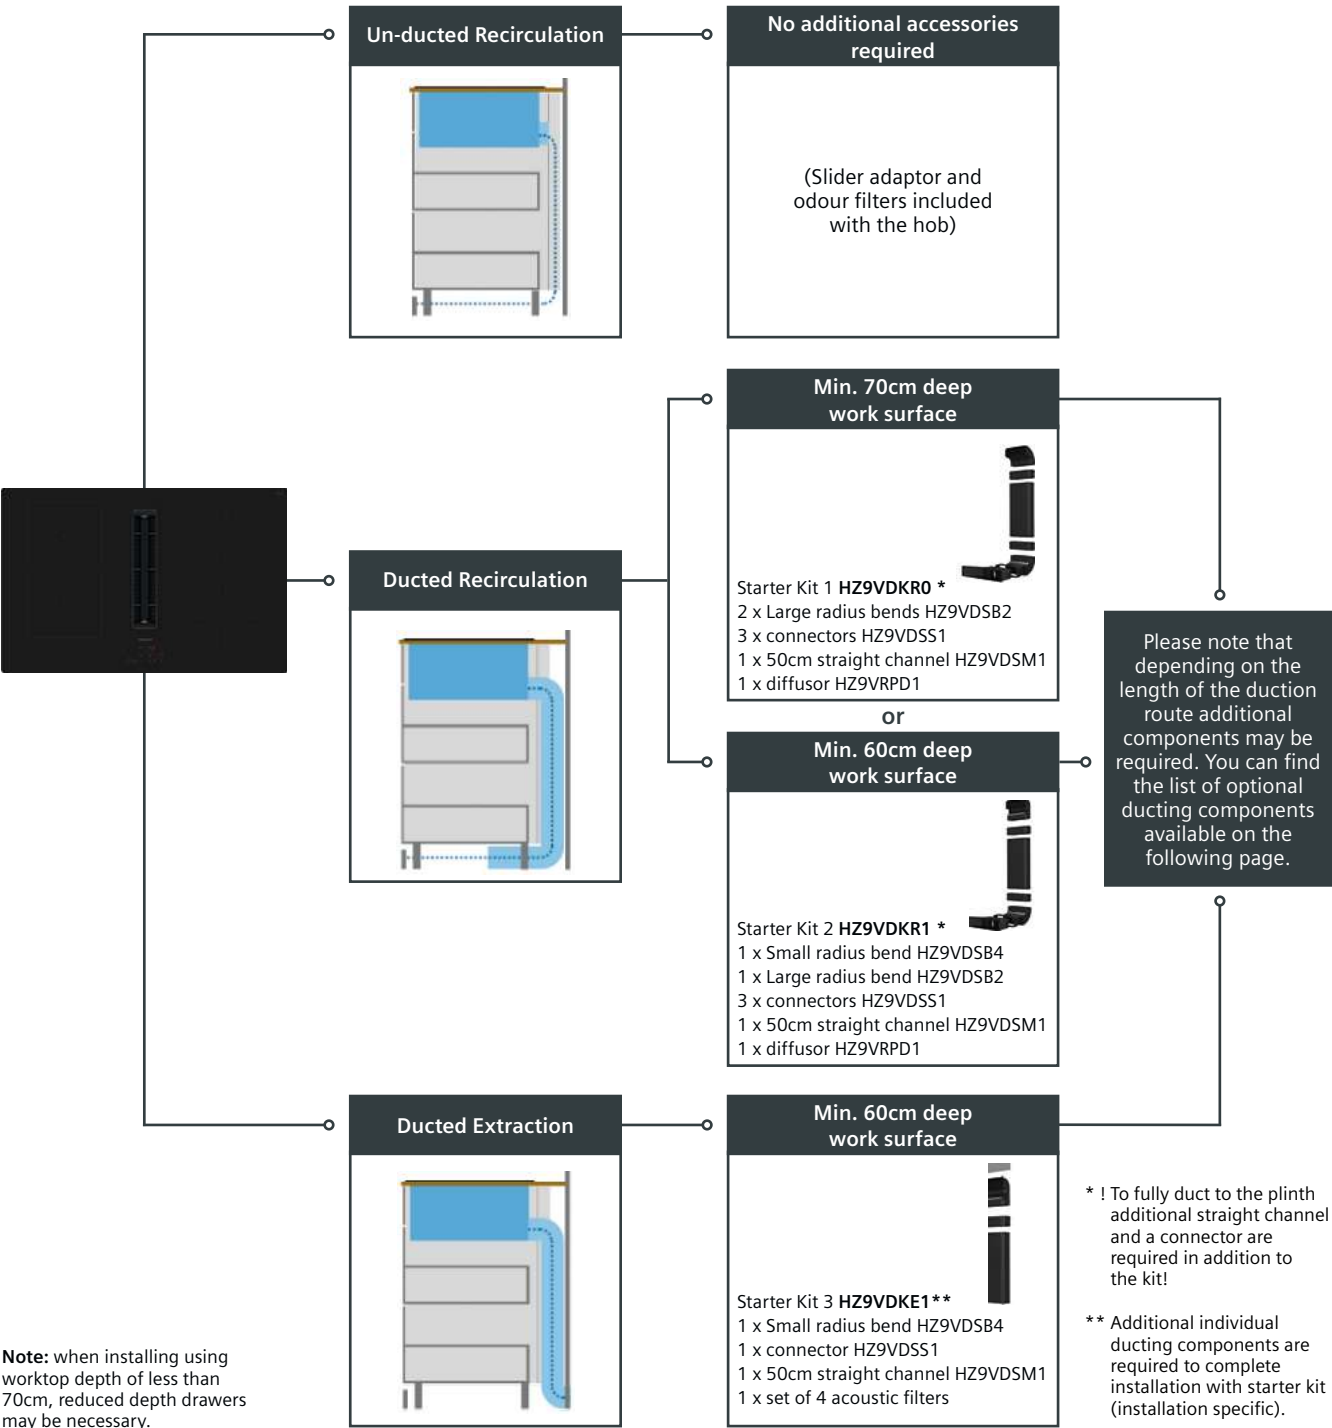 Un-ducted Recirculation
No additional accessories
required
(Slider adaptor and
odour filters included
with the hob)
Ducted Recirculation
Min. 70cm deep
work surface
Starter Kit 1 HZ9VDKR0 *
2 x Large radius bends HZ9VDSB2
3 x connectors HZ9VDSS1
1 x 50cm straight channel HZ9VDSM1
1 x diffusor HZ9VRPD1
or
Min. 60cm deep
work surface
Starter Kit 2 HZ9VDKR1 *
1 x Small radius bend HZ9VDSB4
1 x Large radius bend HZ9VDSB2
3 x connectors HZ9VDSS1
1 x 50cm straight channel HZ9VDSM1
1 x diffusor HZ9VRPD1
Please note that
depending on the
length of the duction
route additional
components may be
required. You can find
the list of optional
ducting components
available on the
following page.
Ducted Extraction
Min. 60cm deep
work surface
Starter Kit 3 HZ9VDKE1**
1 x Small radius bend HZ9VDSB4
1 x connector HZ9VDSS1
1 x 50cm straight channel HZ9VDSM1
1 x set of 4 acoustic filters
* ! To fully duct to the plinth
additional straight channel
and a connector are
required in addition to
the kit!
** Additional individual
ducting components are
required to complete
installation with starter kit
(installation specific).
Note: when installing using
worktop depth of less than
70cm, reduced depth drawers
may be necessary.